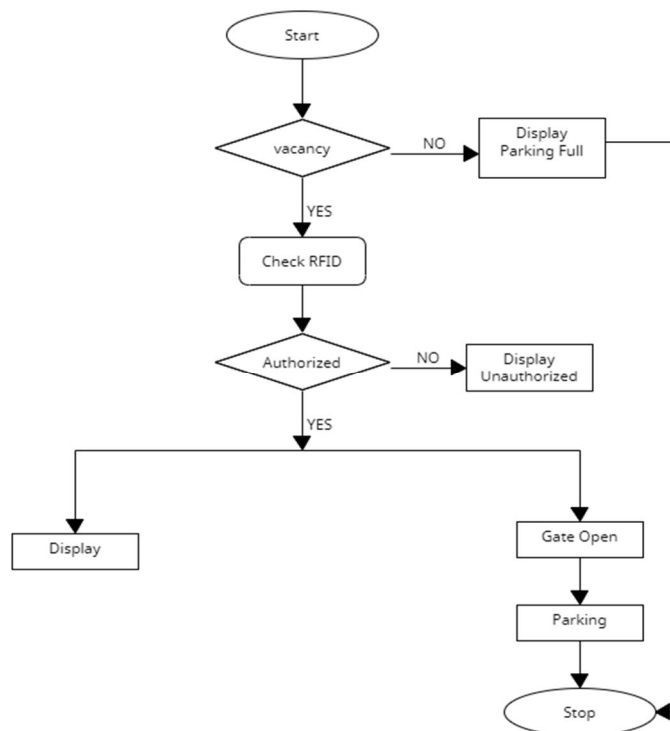 Start
vacancy
NO
Display
Parking Full
YES
Check RFID
Authorized
NO
Display
Unauthorized
YES
Display
Gate Open
Parking
Stop